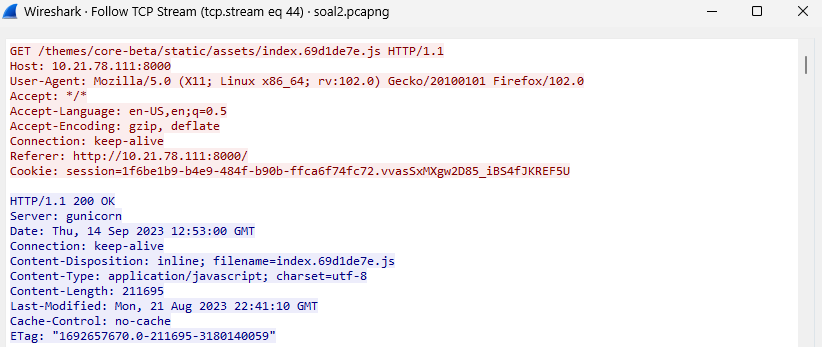 Wireshark · Follow TCP Stream (tcp.stream eq 44) · soal2.pcapng
GET /themes/core-beta/static/assets/index.69d1de7e.js HTTP/1.1
Host: 10.21.78.111:8000
User-Agent: Mozilla/5.0 (X11; Linux x86_64; rv:102.0) Gecko/20100101 Firefox/102.0
Accept: */*
Accept-Language: en-US,en;q=0.5
Accept-Encoding: gzip, deflate
Connection: keep-alive
Referer: http://10.21.78.111:8000/
Cookie: session=1f6be1b9-b4e9-484f-b90b-ffca6f74fc72.vvasSxMXgw2D85_iBS4fJKREF5U
HTTP/1.1 200 OK
Server: gunicorn
Date: Thu, 14 Sep 2023 12:53:00 GMT
Connection: keep-alive
Content-Disposition: inline; filename=index.69d1de7e.js
Content-Type: application/javascript; charset=utf-8
Content-Length: 211695
Last-Modified: Mon, 21 Aug 2023 22:41:10 GMT
Cache-Control: no-cache
ETag: "1692657670.0-211695-3180140059"